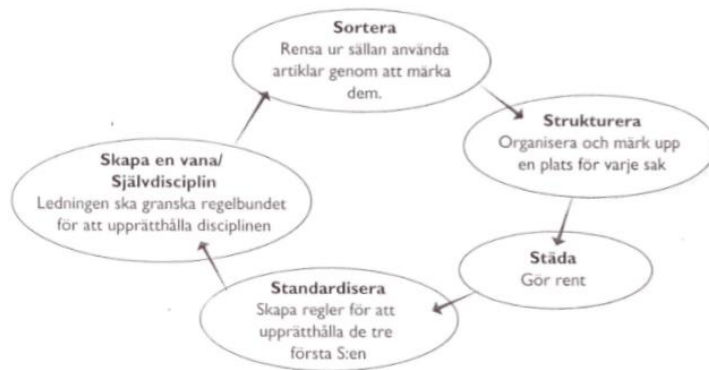 Sortera
Rensa ur sällan använda
artiklar genom att märka
dem.
Strukturera
Organisera och märk upp
en plats för varje sak
Städa
Gör rent
Standardisera
Skapa regler för att
upprätthålla de tre
första S:en
Skapa en vana/
Självdisciplin
Ledningen ska granska regelbundet
för att upprätthålla disciplinen